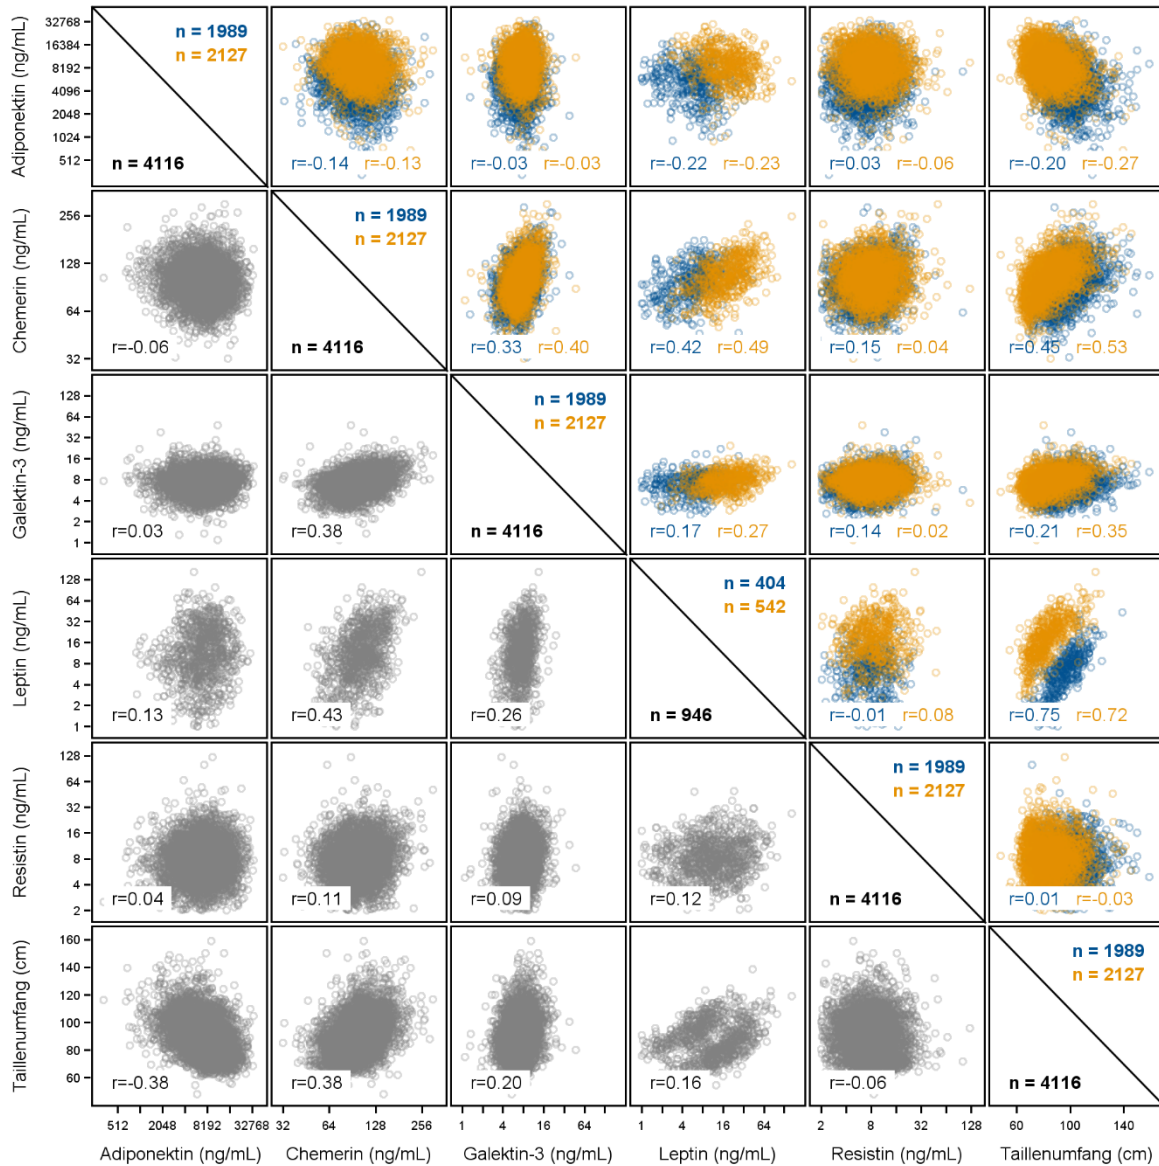 Adiponektin (ng/mL)
32768
16384
8192
4096
2048
1024
512
n = 1989
n = 2127
n = 4116
r=-0.14 r=-0.13
r=-0.03 r=-0.03
r=-0.22 r=-0.23
r=0.03 r=-0.06
r=-0.20 r=-0.27
Chemerin (ng/mL)
256
128
64
32
r=-0.06
n = 1989
n = 2127
n = 4116
r=0.33 r=0.40
r=0.42 r=0.49
r=0.15 r=0.04
r=0.45 r=0.53
Galektin-3 (ng/mL)
128
64
32
16
8
4
2
1
r=0.03
r=0.38
n = 1989
n = 2127
n = 4116
r=0.17 r=0.27
r=0.14 r=0.02
r=0.21 r=0.35
Leptin (ng/mL)
128
64
32
16
8
4
2
1
r=0.13
r=0.43
r=0.26
n = 404
n = 542
n = 946
r=-0.01 r=0.08
r=0.75 r=0.72
Resistin (ng/mL)
128
64
32
16
8
4
2
r=0.04
r=0.11
r=0.09
r=0.12
n = 1989
n = 2127
n = 4116
r=0.01 r=-0.03
Taillenumfang (cm)
160
140
120
100
80
60
r=-0.38
r=0.38
r=0.20
r=0.16
r=-0.06
n = 1989
n = 2127
n = 4116
512 2048 8192 32768
32 64 128 256
1 4 16 64
1 4 16 64
2 8 32 128
60 100 140
Adiponektin (ng/mL)
Chemerin (ng/mL)
Galektin-3 (ng/mL)
Leptin (ng/mL)
Resistin (ng/mL)
Taillenumfang (cm)